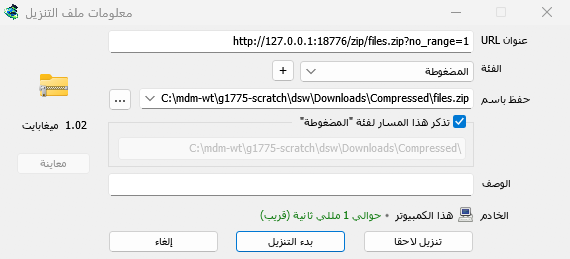 معلومات ملف التنزيل
عنوان URL
http://127.0.0.1:18776/zip/files.zip?no_range=1
الفئة
المضغوطة
+
حفظ باسم
C:\mdm-wt\g1775-scratch\dsw\Downloads\Compressed\files.zip
...
تذكر هذا المسار لفئة "المضغوطة"
C:\mdm-wt\g1775-scratch\dsw\Downloads\Compressed\
1.02 ميغابايت
معاينة
الوصف
الخادم
هذا الكمبيوتر • حوالي 1 مللي ثانية (قريب)
تنزيل لاحقا
بدء التنزيل
إلغاء